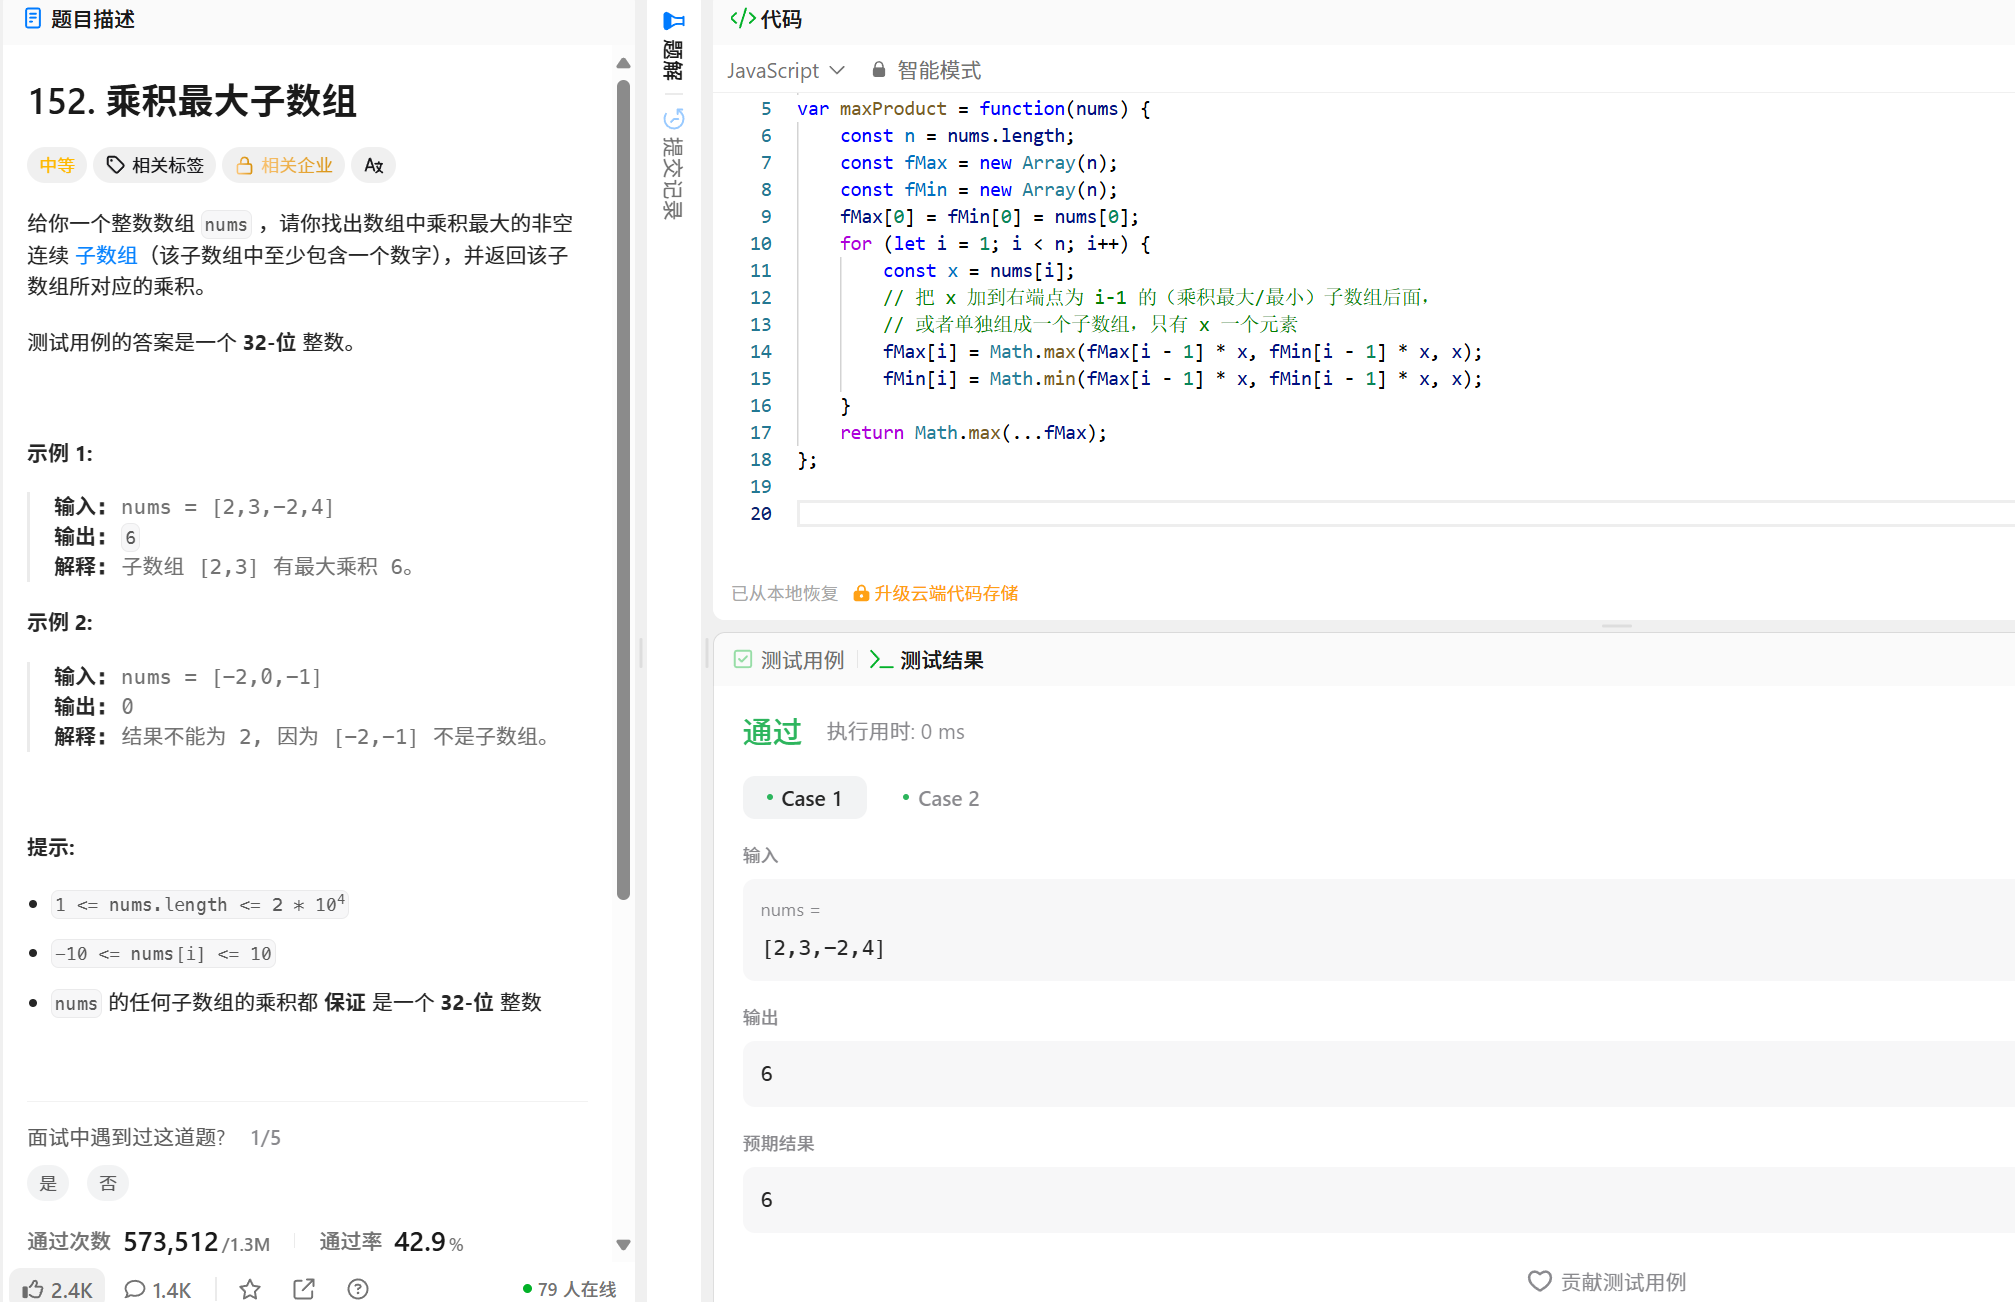 题目描述
152. 乘积最大子数组
中等 相关标签 相关企业
给你一个整数数组 nums ，请你找出数组中乘积最大的非空
连续 子数组（该子数组中至少包含一个数字），并返回该子
数组所对应的乘积。
测试用例的答案是一个 32-位 整数。
示例 1:
输入: nums = [2,3,-2,4]
输出: 6
解释: 子数组 [2,3] 有最大乘积 6。
示例 2:
输入: nums = [-2,0,-1]
输出: 0
解释: 结果不能为 2, 因为 [-2,-1] 不是子数组。
提示:
1 <= nums.length <= 2 * 10⁴
-10 <= nums[i] <= 10
nums 的任何子数组的乘积都 保证 是一个 32-位 整数
面试中遇到过这道题? 1/5
是 否
通过次数 573,512/1.3M 通过率 42.9%
2.4K 1.4K 79 人在线
题解
提交记录
代码
JavaScript 智能模式
5 var maxProduct = function(nums) {
6 const n = nums.length;
7 const fMax = new Array(n);
8 const fMin = new Array(n);
9 fMax[0] = fMin[0] = nums[0];
10 for (let i = 1; i < n; i++) {
11 const x = nums[i];
12 // 把 x 加到右端点为 i-1 的（乘积最大/最小）子数组后面，
13 // 或者单独组成一个子数组，只有 x 一个元素
14 fMax[i] = Math.max(fMax[i - 1] * x, fMin[i - 1] * x, x);
15 fMin[i] = Math.min(fMax[i - 1] * x, fMin[i - 1] * x, x);
16 }
17 return Math.max(...fMax);
18 };
19
20
已从本地恢复 升级云端代码存储
测试用例 测试结果
通过 执行用时: 0 ms
Case 1 Case 2
输入
nums =
[2,3,-2,4]
输出
6
预期结果
6
贡献测试用例